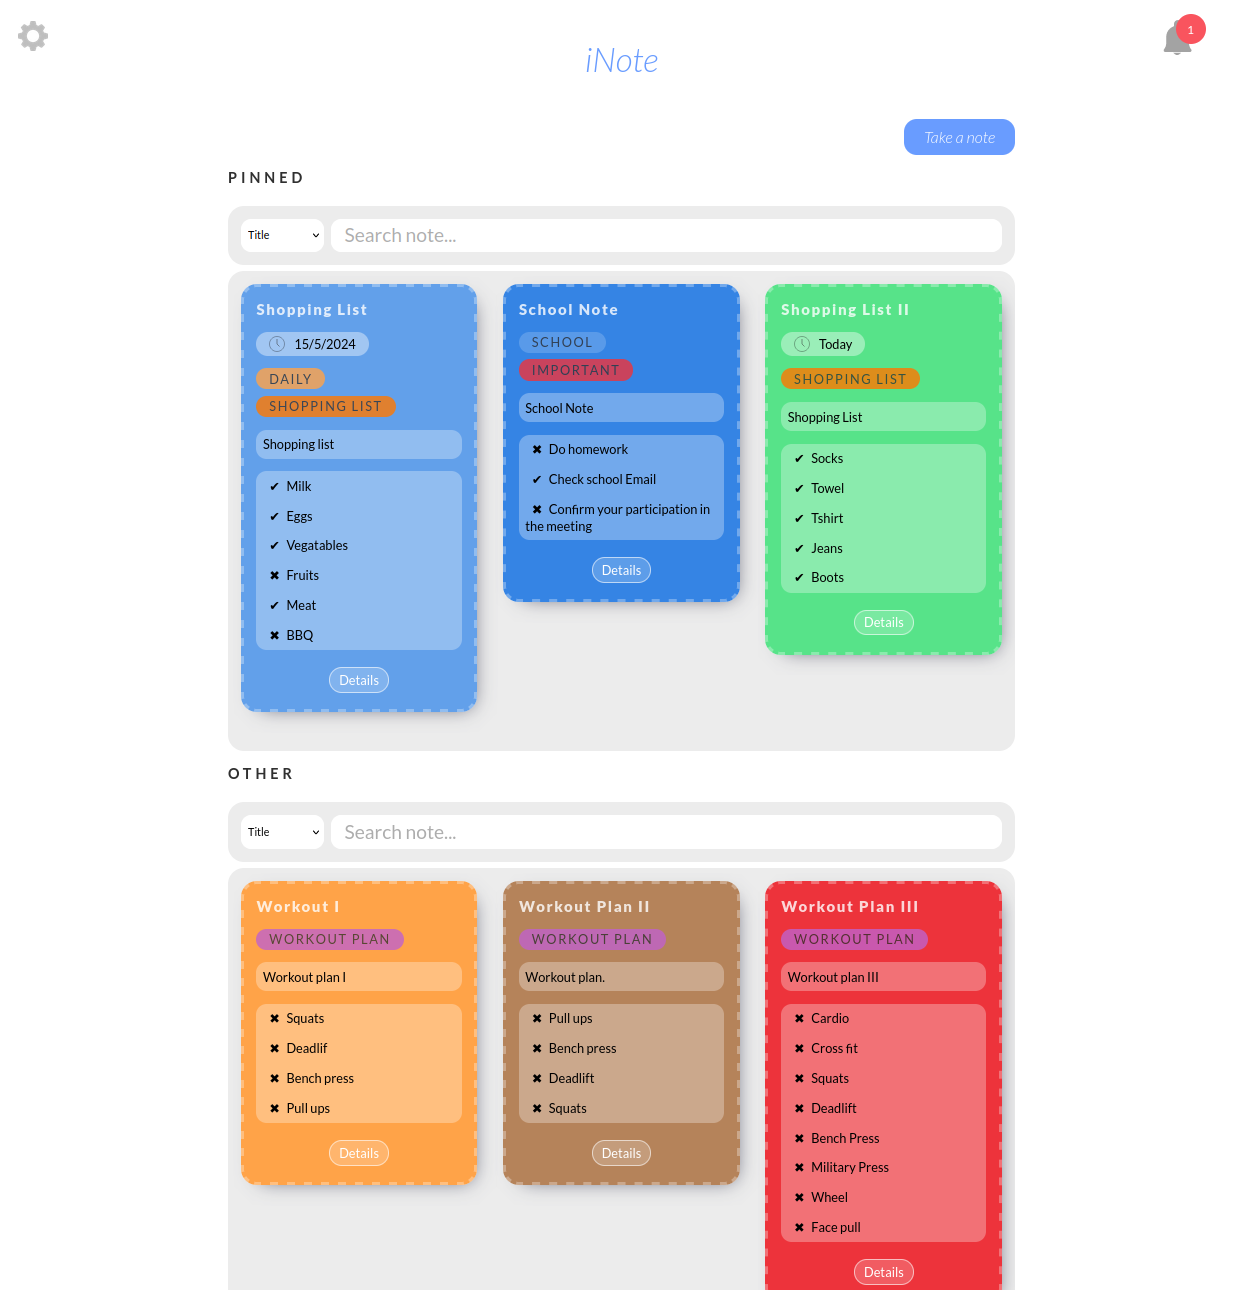 1
iNote
Take a note
PINNED
Title
Search note...
Shopping List
15/5/2024
DAILY
SHOPPING LIST
Shopping list
✔ Milk
✔ Eggs
✔ Vegatables
✖ Fruits
✔ Meat
✖ BBQ
Details
School Note
SCHOOL
IMPORTANT
School Note
✖ Do homework
✔ Check school Email
✖ Confirm your participation in
the meeting
Details
Shopping List II
Today
SHOPPING LIST
Shopping List
✔ Socks
✔ Towel
✔ Tshirt
✔ Jeans
✔ Boots
Details
OTHER
Title
Search note...
Workout I
WORKOUT PLAN
Workout plan I
✖ Squats
✖ Deadlif
✖ Bench press
✖ Pull ups
Details
Workout Plan II
WORKOUT PLAN
Workout plan.
✖ Pull ups
✖ Bench press
✖ Deadlift
✖ Squats
Details
Workout Plan III
WORKOUT PLAN
Workout plan III
✖ Cardio
✖ Cross fit
✖ Squats
✖ Deadlift
✖ Bench Press
✖ Military Press
✖ Wheel
✖ Face pull
Details